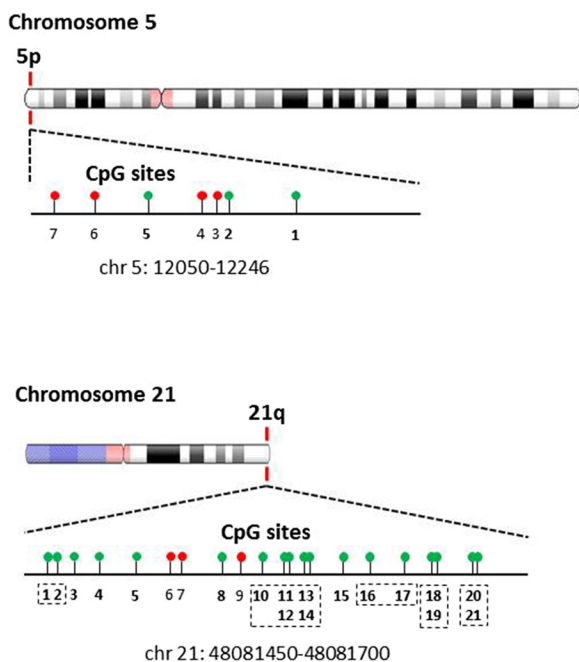 Chromosome 5
5p
CpG sites
7 6 5 4 3 2 1
chr 5: 12050-12246
Chromosome 21
21q
CpG sites
1 2 3 4 5 6 7 8 9 10 11 13 15 16 17 18 20
12 14 19 21
chr 21: 48081450-48081700